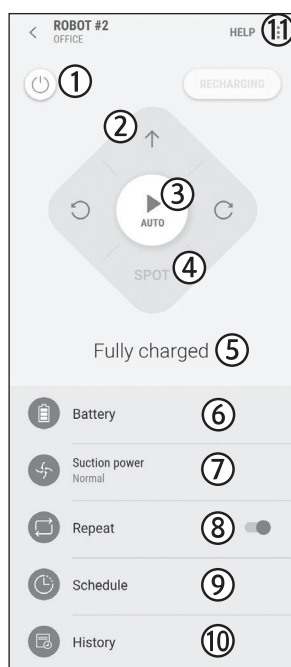 ROBOT #2
OFFICE
HELP 11
1
RECHARGING
2
3
AUTO
SPOT 4
Fully charged 5
Battery 6
Suction power
Normal 7
Repeat 8
Schedule 9
History 10